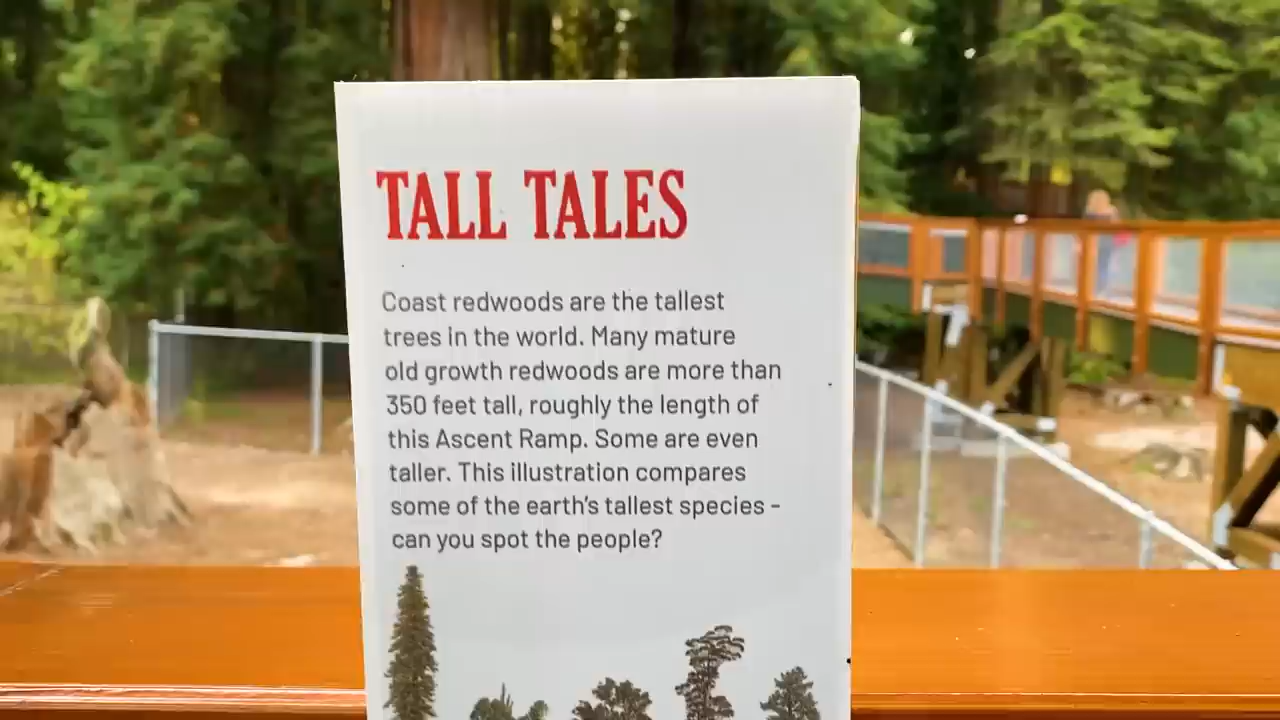 TALL TALES
Coast redwoods are the tallest
trees in the world. Many mature
old growth redwoods are more than
350 feet tall, roughly the length of
this Ascent Ramp. Some are even
taller. This illustration compares
some of the earth's tallest species –
can you spot the people?